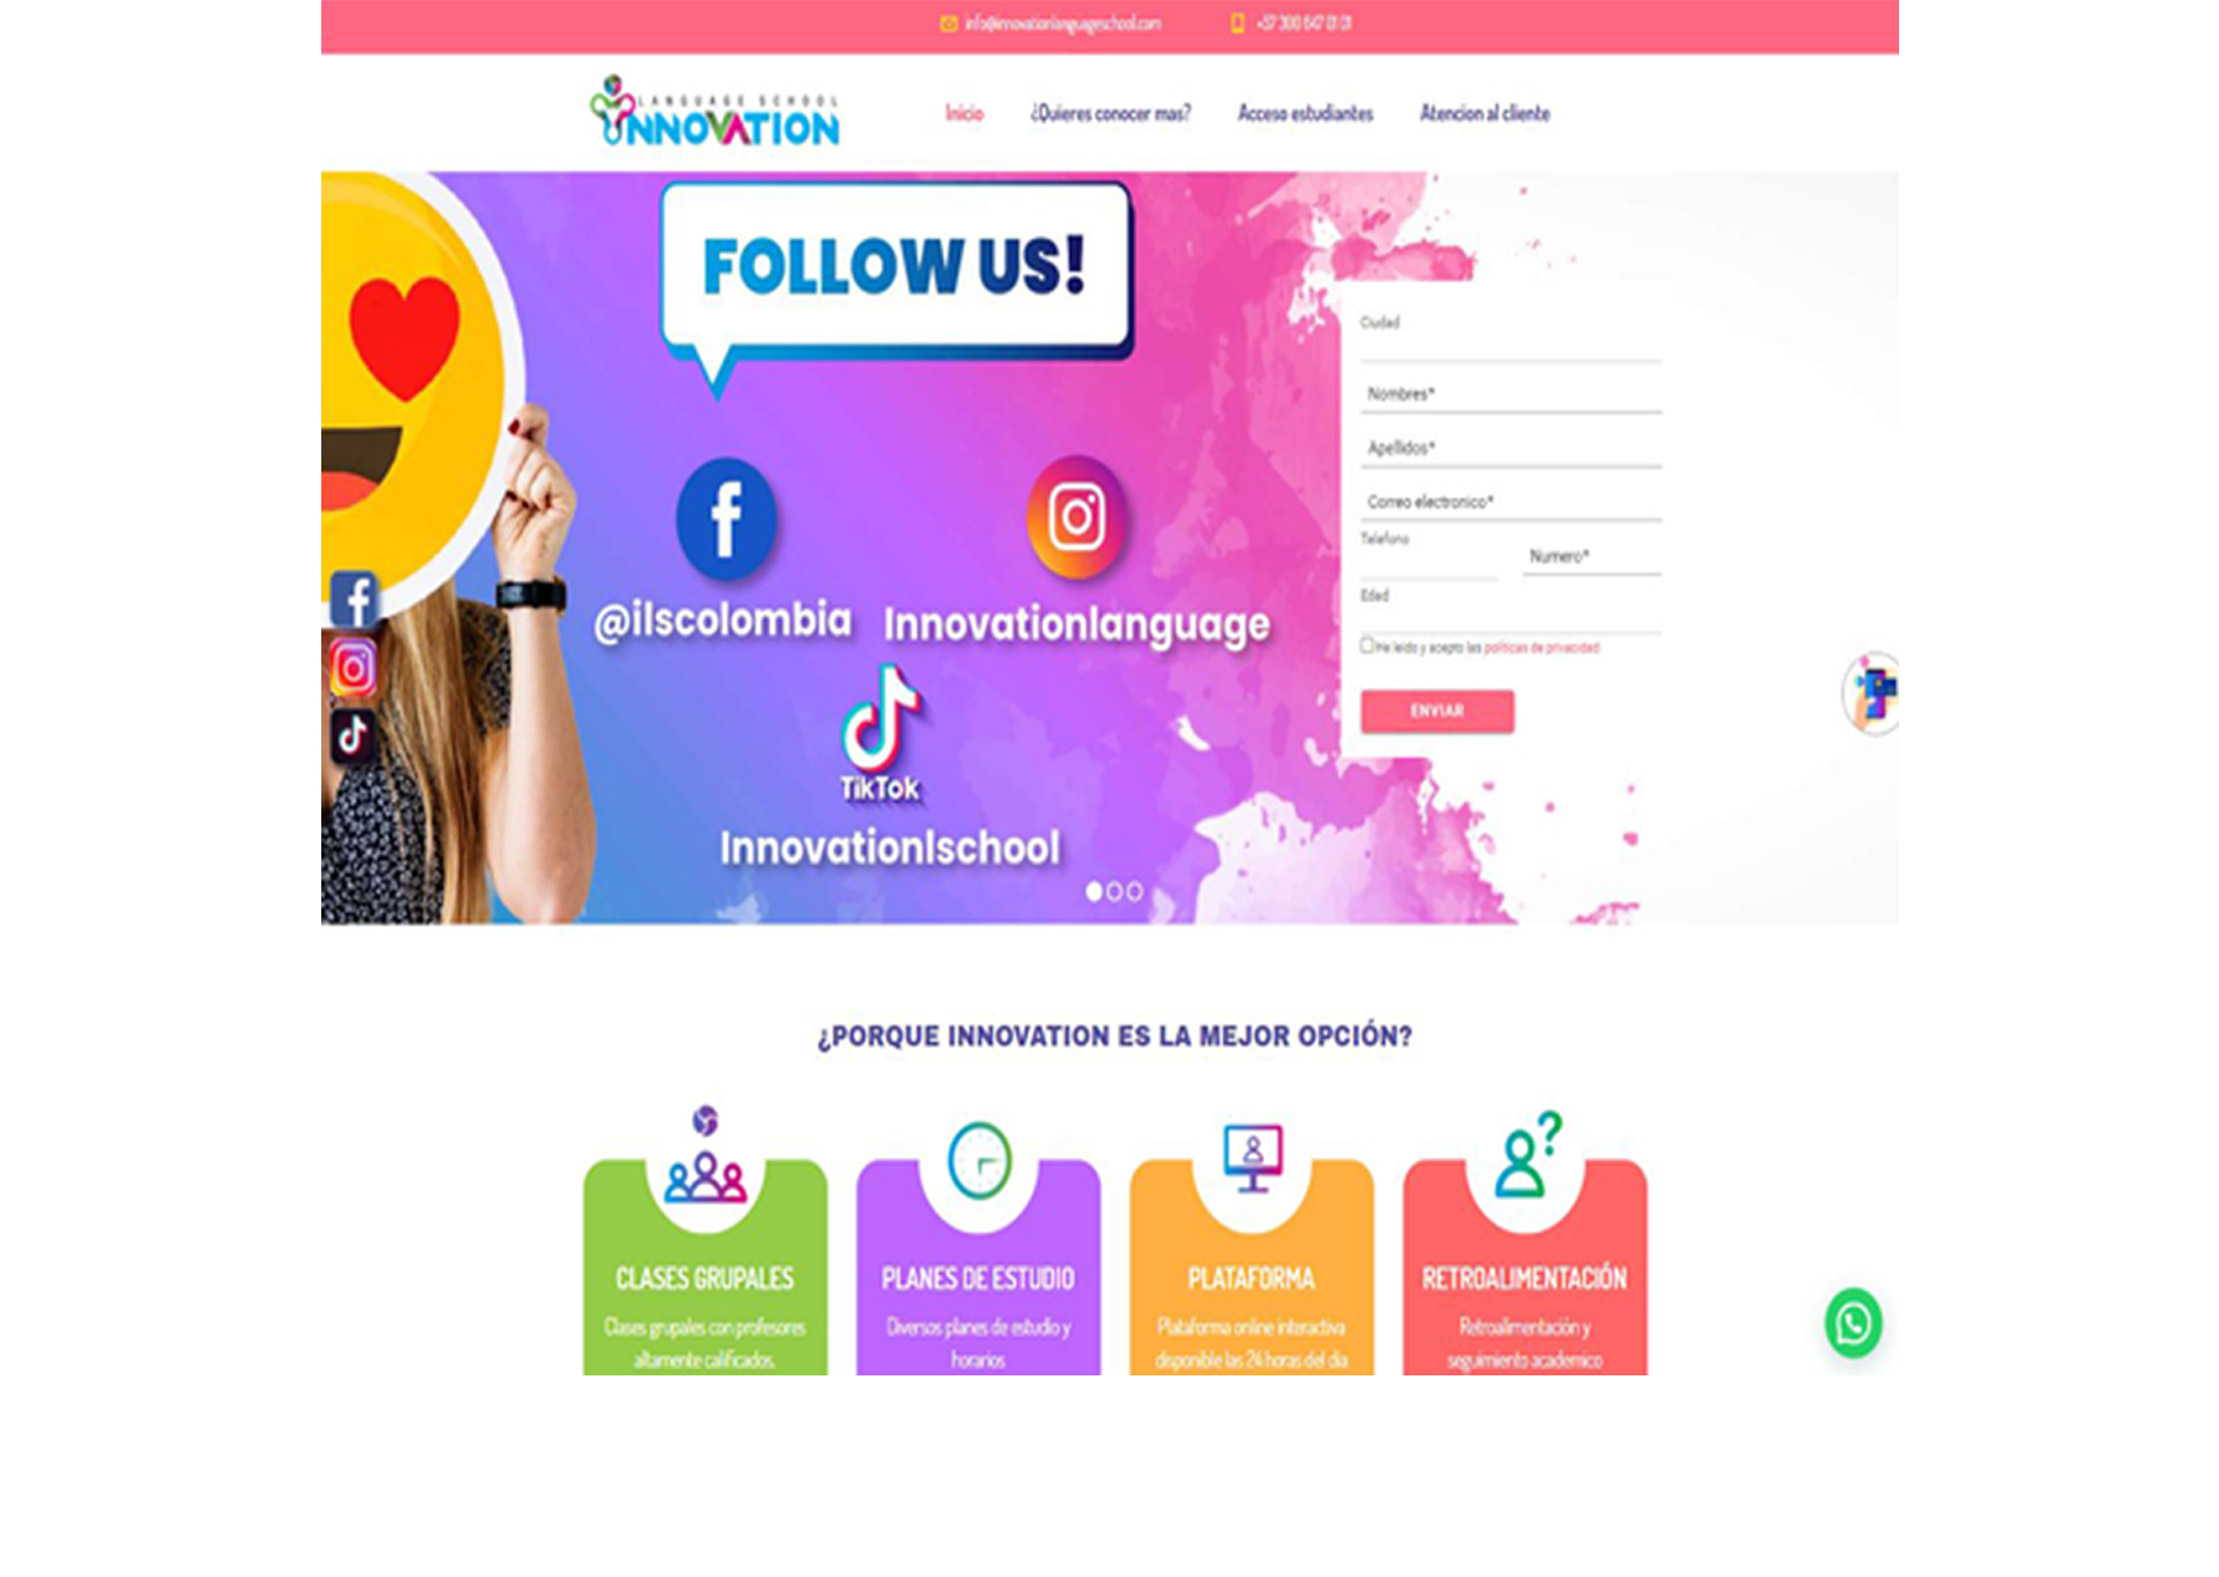 info@innovationlanguageschool.com
+57 300 647 01 01
LANGUAGE SCHOOL
INNOVATION
Inicio
¿Quieres conocer mas?
Acceso estudiantes
Atencion al cliente
FOLLOW US!
@ilscolombia
Innovationlanguage
TikTok
Innovationlschool
Ciudad
Nombres*
Apellidos*
Correo electronico*
Telefono
Numero*
Edad
He leido y acepto las políticas de privacidad
ENVIAR
¿PORQUE INNOVATION ES LA MEJOR OPCIÓN?
CLASES GRUPALES
Clases grupales con profesores
altamente calificados.
PLANES DE ESTUDIO
Diversos planes de estudio y
horarios
PLATAFORMA
Plataforma online interactiva
disponible las 24 horas del dia
RETROALIMENTACIÓN
Retroalimentación y
seguimiento academico